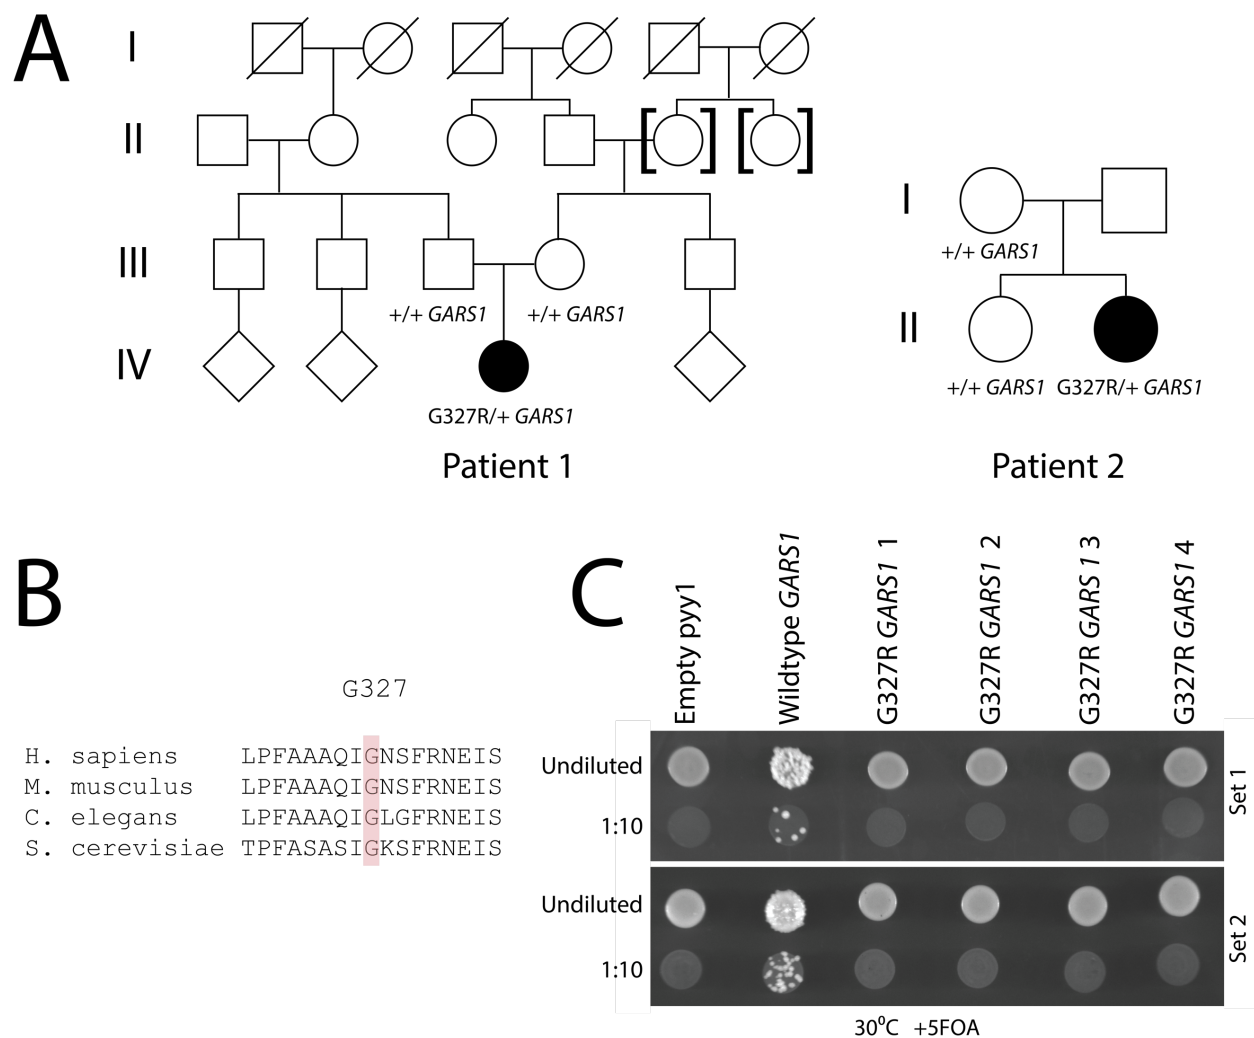 A
I
II
III
+/+ GARS1
+/+ GARS1
IV
G327R/+ GARS1
Patient 1
I
+/+ GARS1
II
+/+ GARS1
G327R/+ GARS1
Patient 2
B
G327
H. sapiens LPFAAAQIGNSFRNEIS
M. musculus LPFAAAQIGNSFRNEIS
C. elegans LPFAAAQIGLGFRNEIS
S. cerevisiae TPFASASIGKSFRNEIS
C
Empty pyy1
Wildtype GARS1
G327R GARS1 1
G327R GARS1 2
G327R GARS1 3
G327R GARS1 4
Undiluted
1:10
Set 1
Undiluted
1:10
Set 2
30⁰C +5FOA